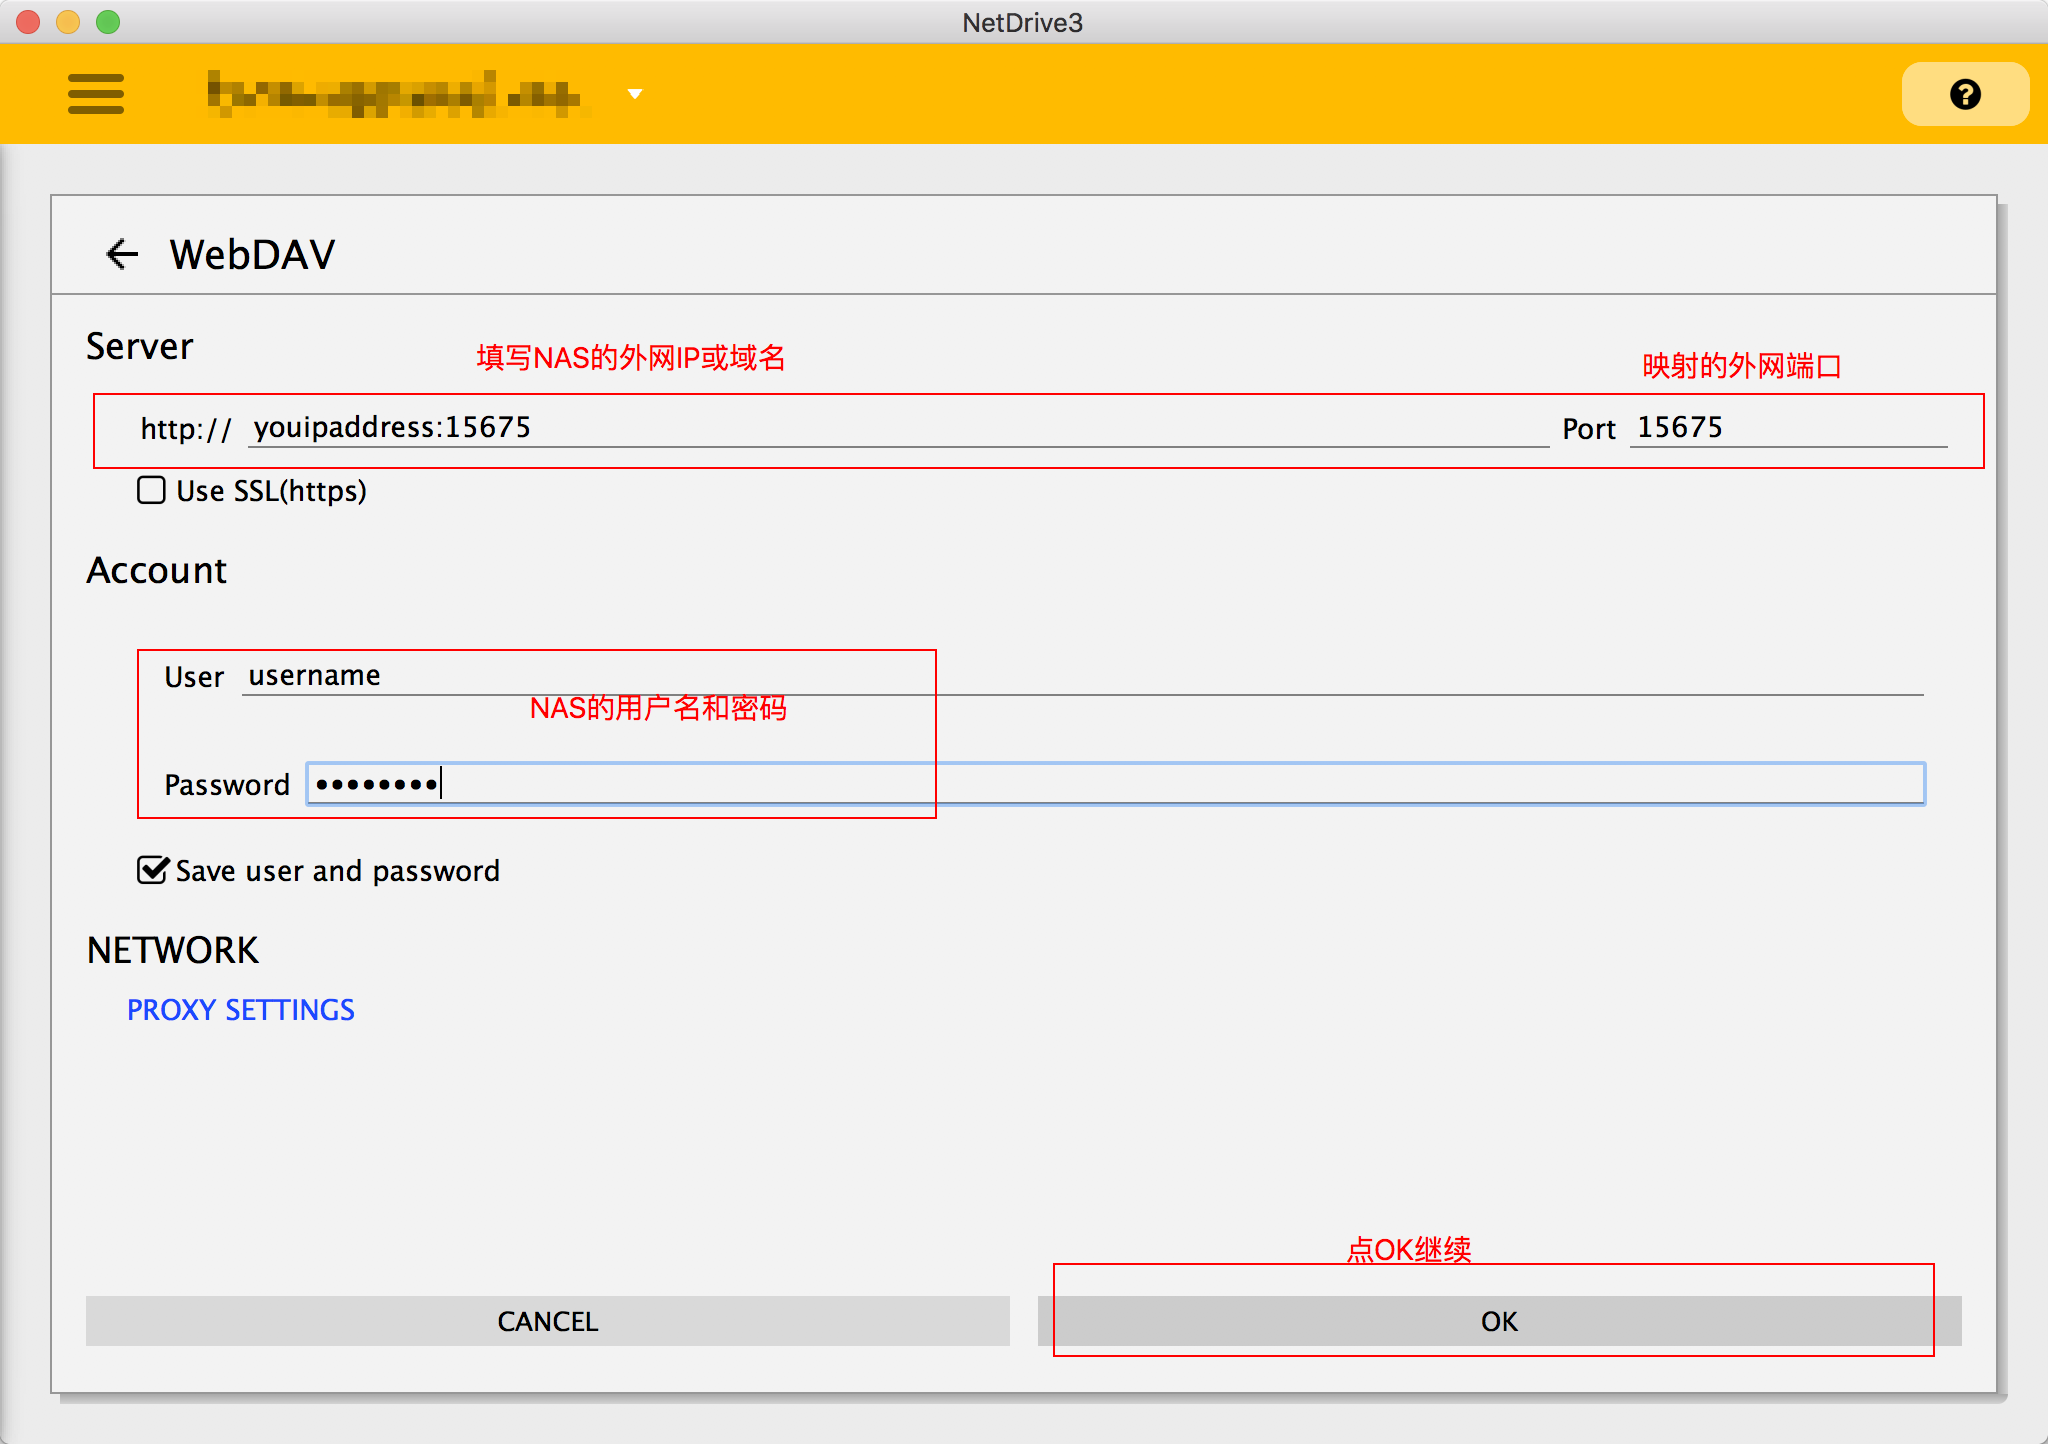 NetDrive3
WebDAV
Server
填写NAS的外网IP或域名
映射的外网端口
http:// youipaddress:15675 Port 15675
Use SSL(https)
Account
User username
NAS的用户名和密码
Password ••••••••
Save user and password
NETWORK
PROXY SETTINGS
点OK继续
CANCEL OK